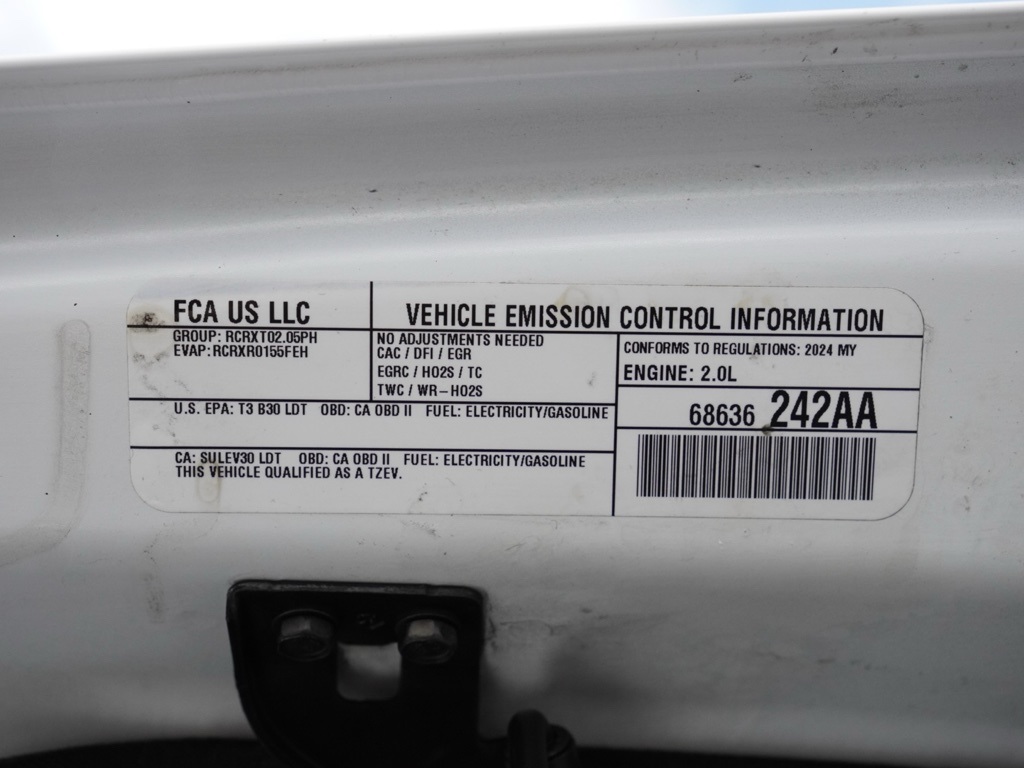 FCA US LLC
VEHICLE EMISSION CONTROL INFORMATION
GROUP: RCRXT02.05PH
EVAP:RCRXR0155FEH
NO ADJUSTMENTS NEEDED
CAC / DFI / EGR
EGRC / HO2S / TC
TWC / WR-HO2S
CONFORMS TO REGULATIONS: 2024 MY
ENGINE: 2.0L
U.S. EPA: T3 B30 LDT OBD: CA OBD II FUEL: ELECTRICITY/GASOLINE
68636 242AA
CA: SULEV30 LDT OBD: CA OBD II FUEL: ELECTRICITY/GASOLINE
THIS VEHICLE QUALIFIED AS A TZEV.